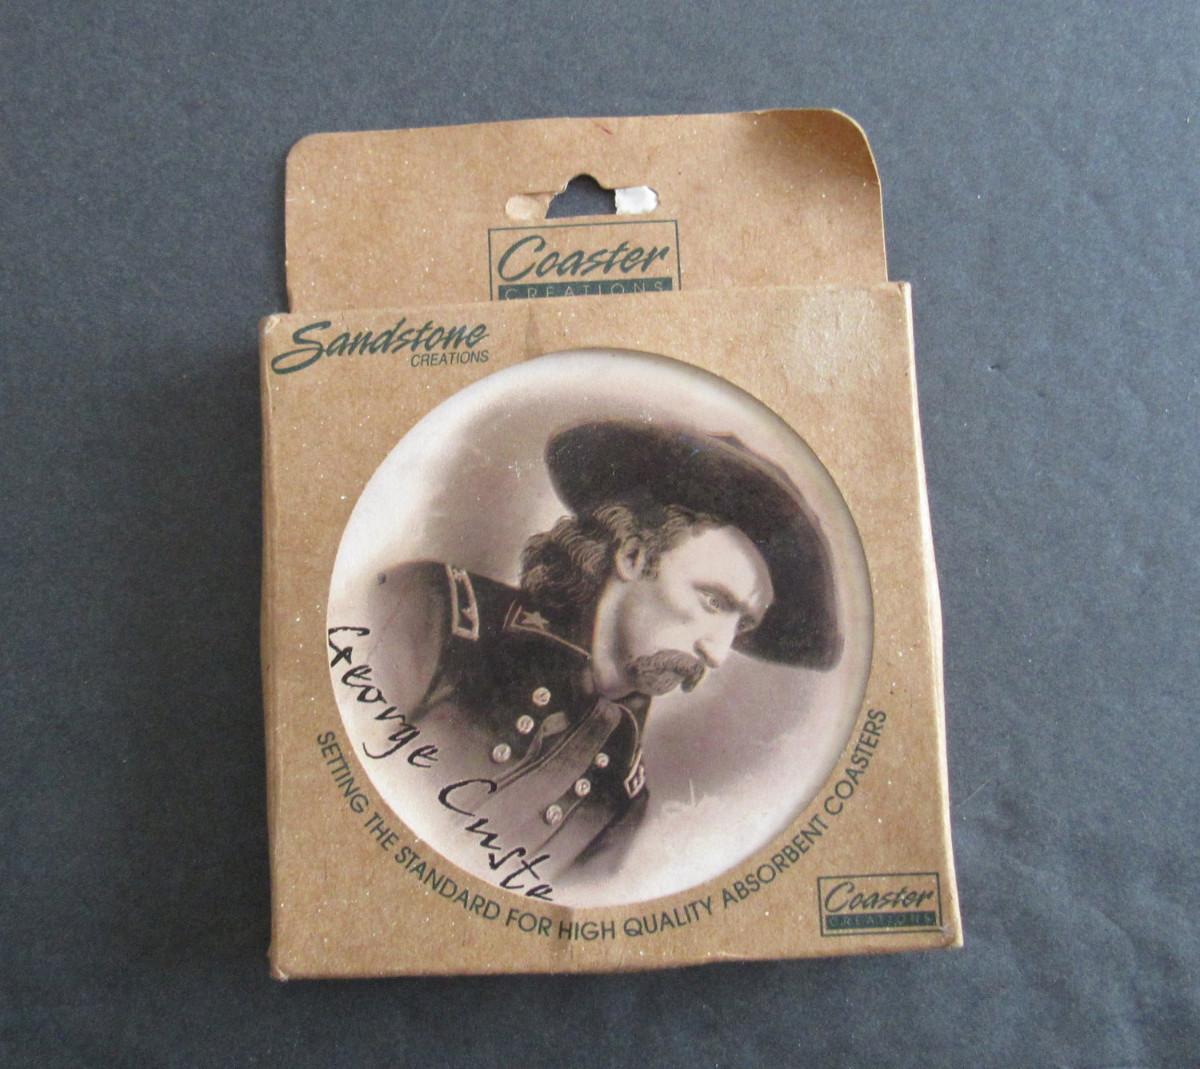 Coaster
CREATIONS
Sandstone
CREATIONS
George Custe
SETTING THE STANDARD FOR HIGH QUALITY ABSORBENT COASTERS
Coaster
CREATIONS